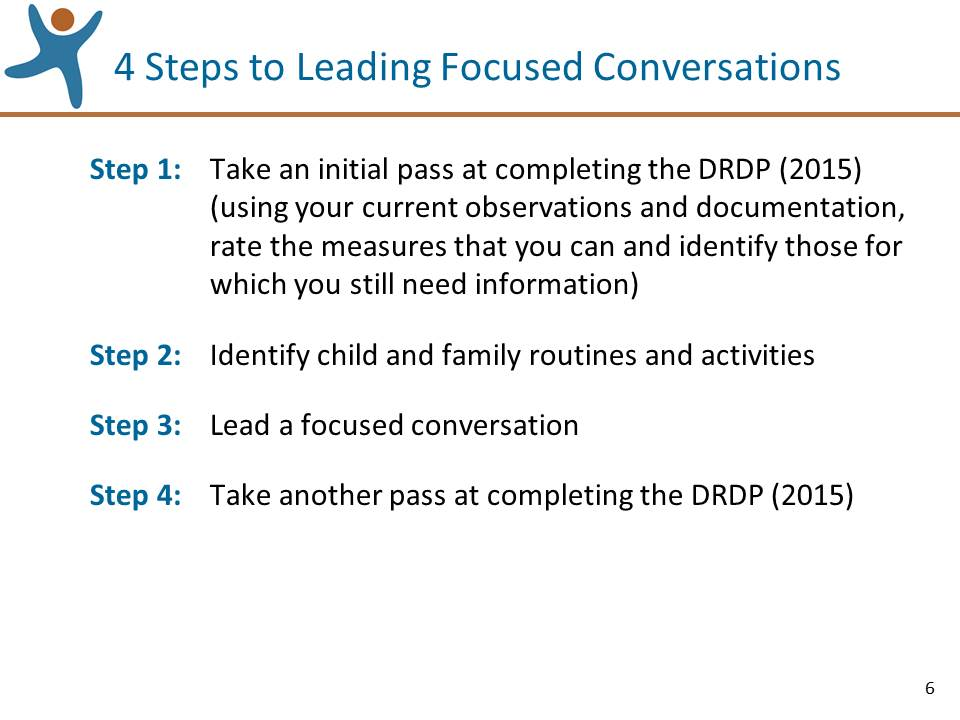 4 Steps to Leading Focused Conversations
Step 1: Take an initial pass at completing the DRDP (2015)
(using your current observations and documentation,
rate the measures that you can and identify those for
which you still need information)
Step 2: Identify child and family routines and activities
Step 3: Lead a focused conversation
Step 4: Take another pass at completing the DRDP (2015)
6